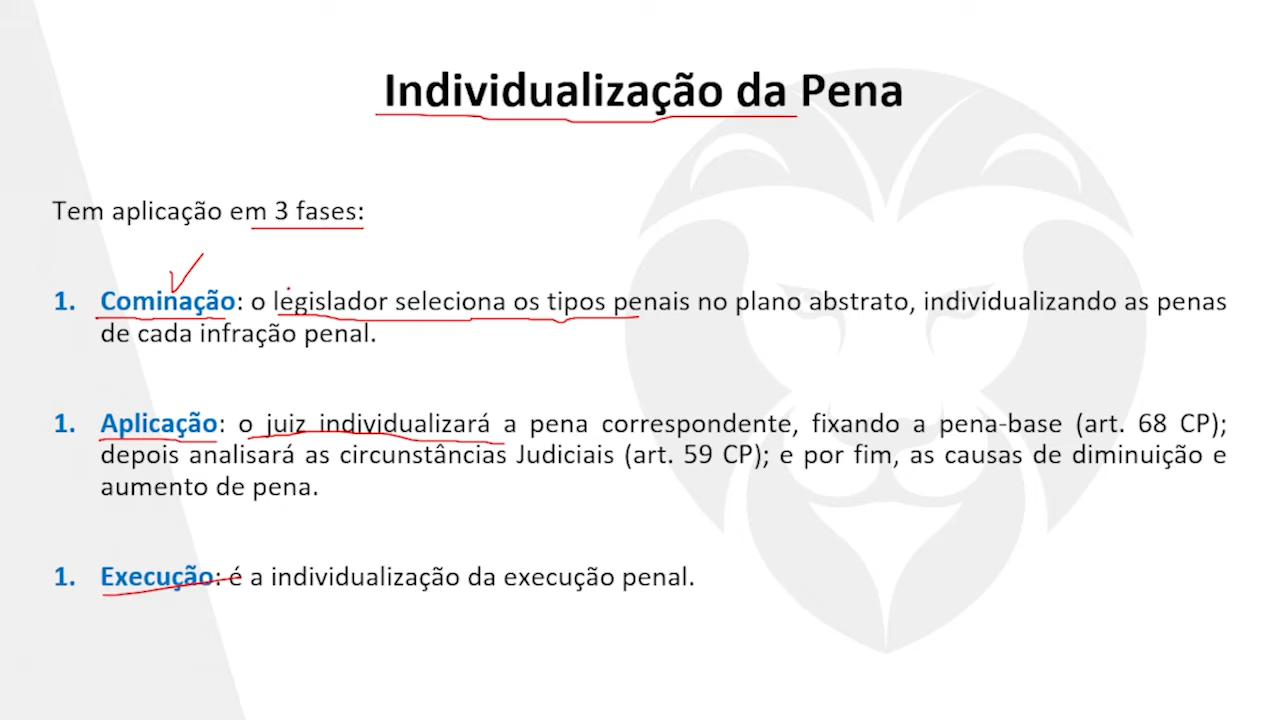 Individualização da Pena
Tem aplicação em 3 fases:
1. Cominação: o legislador seleciona os tipos penais no plano abstrato, individualizando as penas
de cada infração penal.
1. Aplicação: o juiz individualizará a pena correspondente, fixando a pena-base (art. 68 CP);
depois analisará as circunstâncias Judiciais (art. 59 CP); e por fim, as causas de diminuição e
aumento de pena.
1. Execução: é a individualização da execução penal.